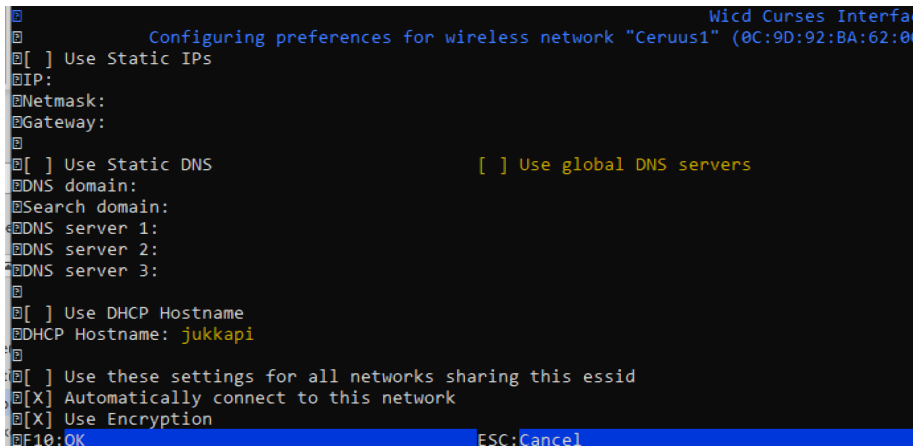 Wicd Curses Interfa
Configuring preferences for wireless network "Ceruus1" (0C:9D:92:BA:62:0
[ ] Use Static IPs
IP:
Netmask:
Gateway:
[ ] Use Static DNS [ ] Use global DNS servers
DNS domain:
Search domain:
DNS server 1:
DNS server 2:
DNS server 3:
[ ] Use DHCP Hostname
DHCP Hostname: jukkapi
[ ] Use these settings for all networks sharing this essid
[X] Automatically connect to this network
[X] Use Encryption
F10:OK ESC:Cancel